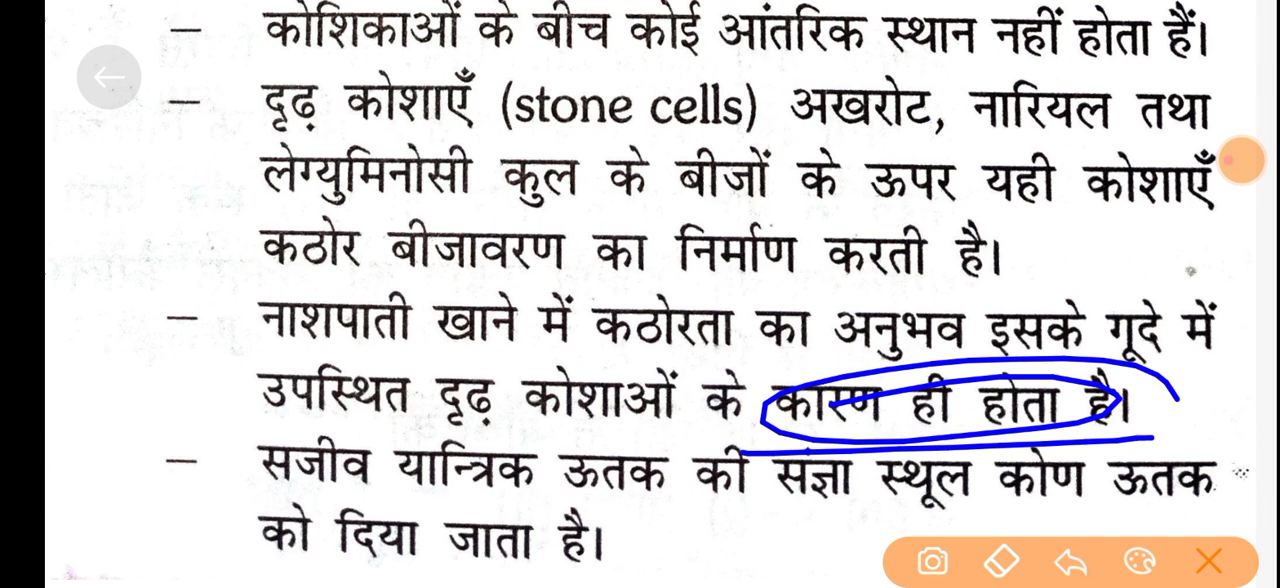 – कोशिकाओं के बीच कोई आंतरिक स्थान नहीं होता हैं।
– दृढ़ कोशाएँ (stone cells) अखरोट, नारियल तथा
लेग्युमिनोसी कुल के बीजों के ऊपर यही कोशाएँ
कठोर बीजावरण का निर्माण करती है।
– नाशपाती खाने में कठोरता का अनुभव इसके गूदे में
उपस्थित दृढ़ कोशाओं के कारण ही होता है।
– सजीव यान्त्रिक ऊतक की संज्ञा स्थूल कोण ऊतक
को दिया जाता है।